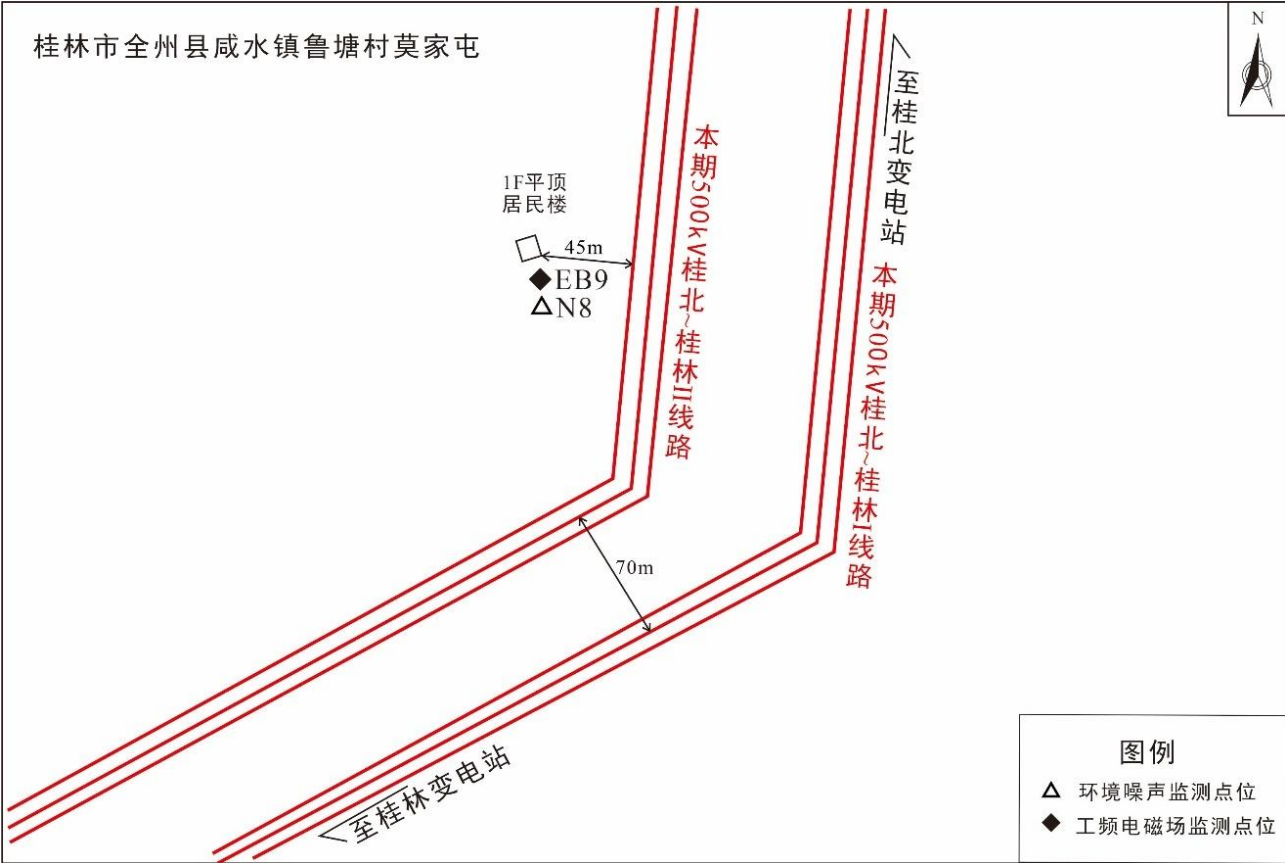 桂林市全州县咸水镇鲁塘村莫家屯
N
至桂北变电站
本期500kV桂北~桂林II线路
1F平顶
居民楼
45m
EB9
N8
本期500kV桂北~桂林I线路
70m
至桂林变电站
图例
环境噪声监测点位
工频电磁场监测点位